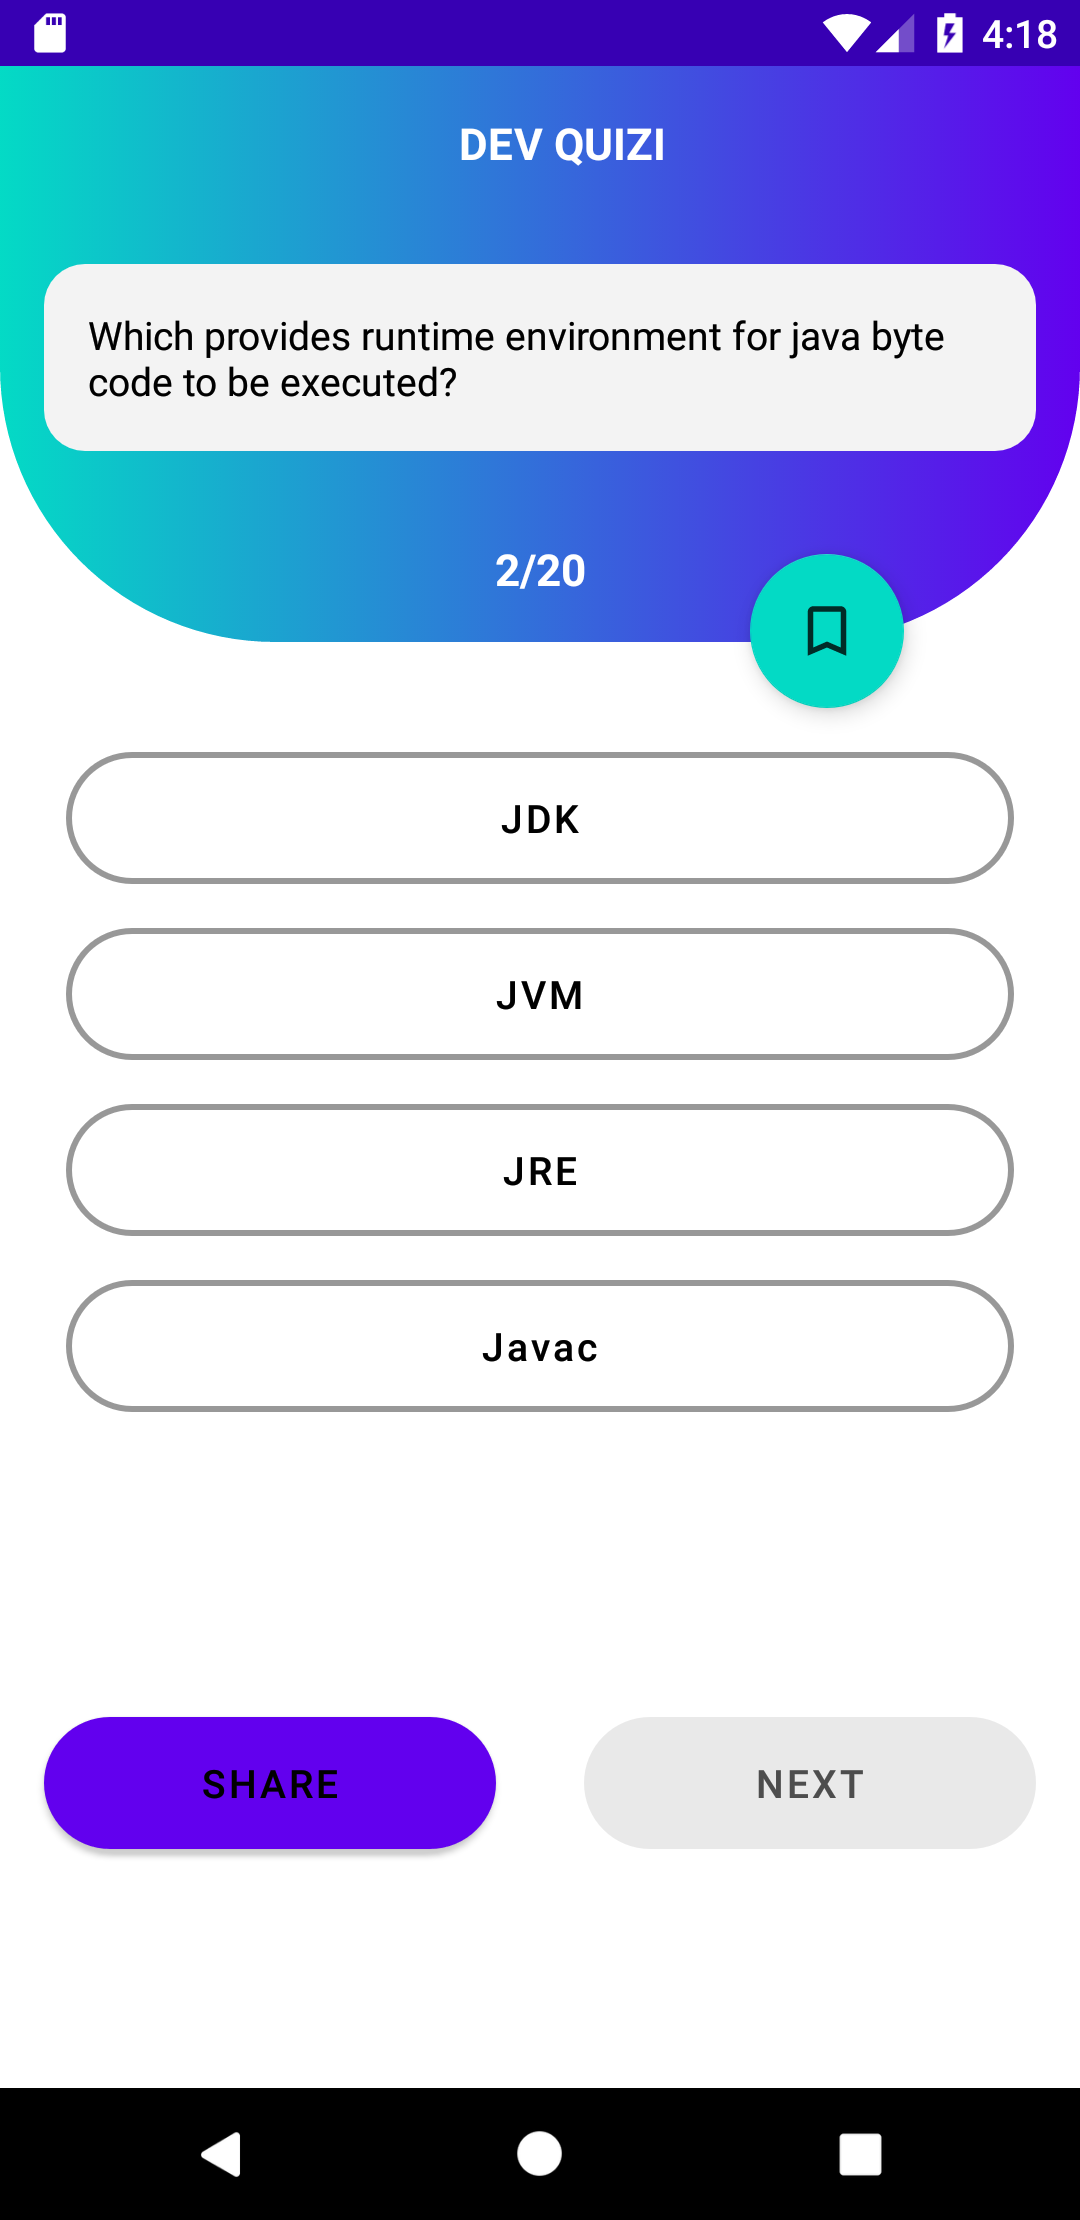 4:18
DEV QUIZI
Which provides runtime environment for java byte
code to be executed?
2/20
JDK
JVM
JRE
Javac
SHARE
NEXT